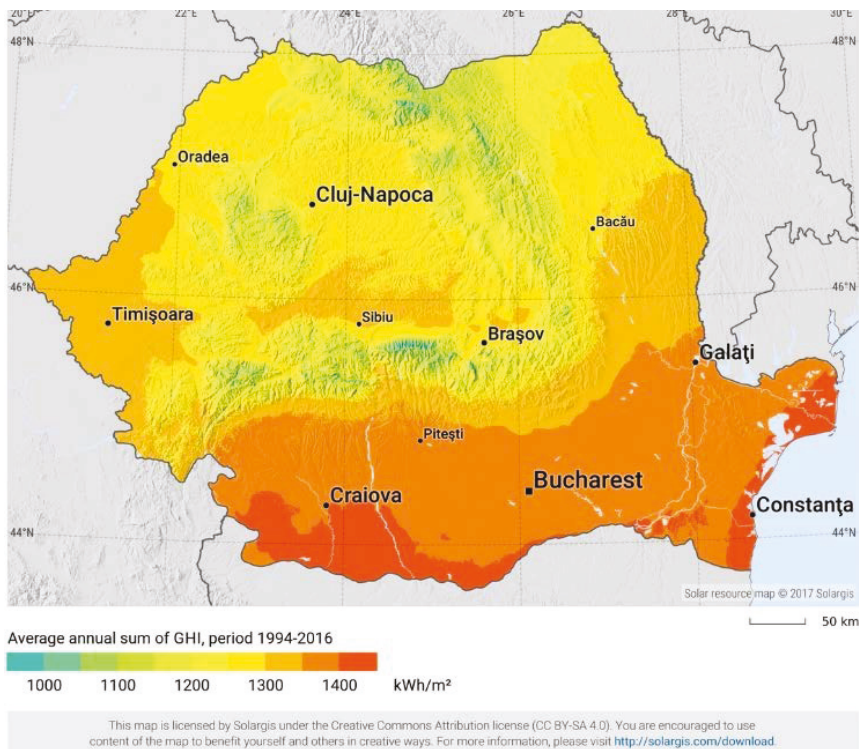 20°E 22°E 24°E 26°E 28°E 30°E
48°N 48°N
Oradea
Cluj-Napoca
Bacău
46°N 46°N
Timişoara
Sibiu
Braşov
Galaţi
Piteşti
Bucharest
Craiova
Constanţa
44°N 44°N
Solar resource map © 2017 Solargis
50 km
Average annual sum of GHI, period 1994-2016
1000 1100 1200 1300 1400 kWh/m²
This map is licensed by Solargis under the Creative Commons Attribution license (CC BY-SA 4.0). You are encouraged to use
content of the map to benefit yourself and others in creative ways. For more information, please visit http://solargis.com/download.